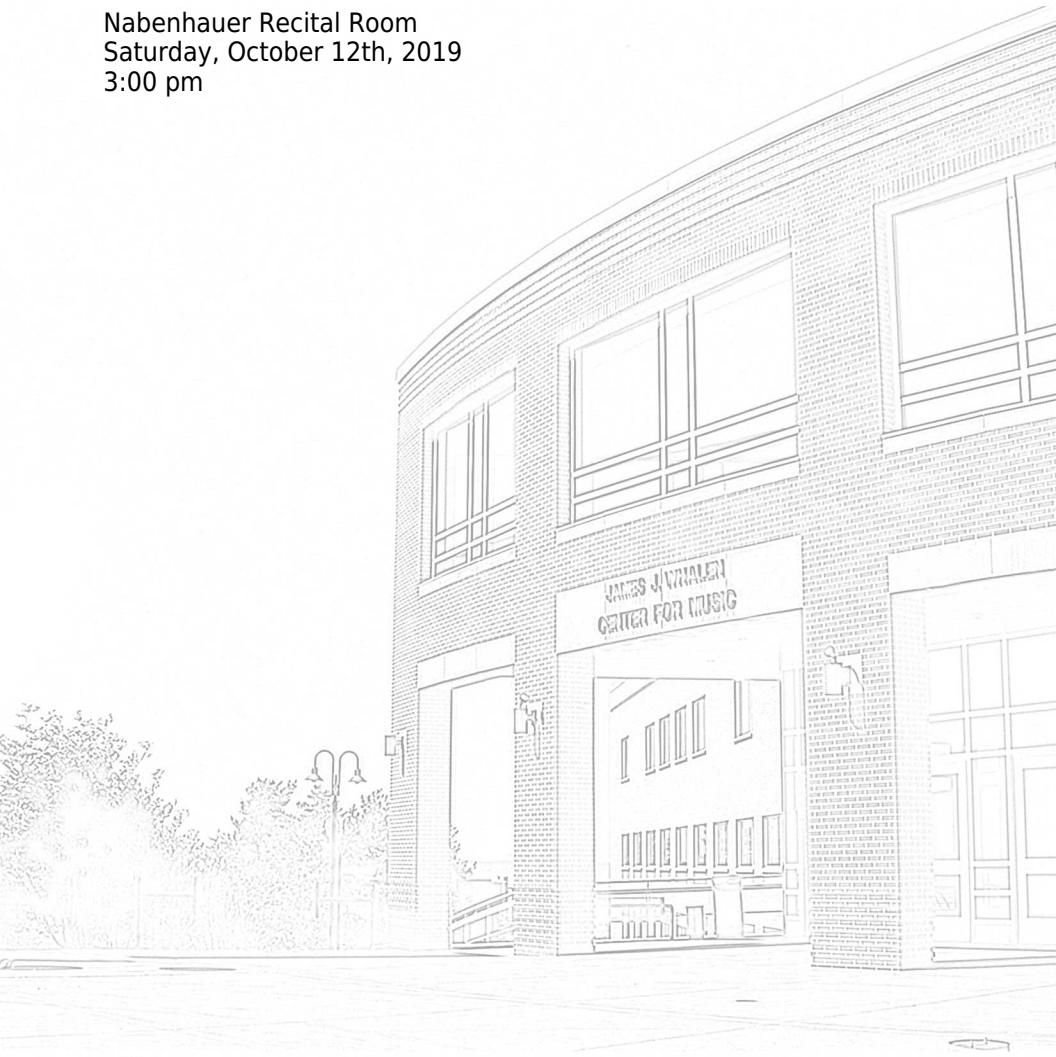 Nabenhauer Recital Room
Saturday, October 12th, 2019
3:00 pm
JAMES J. WHALEN
CENTER FOR MUSIC